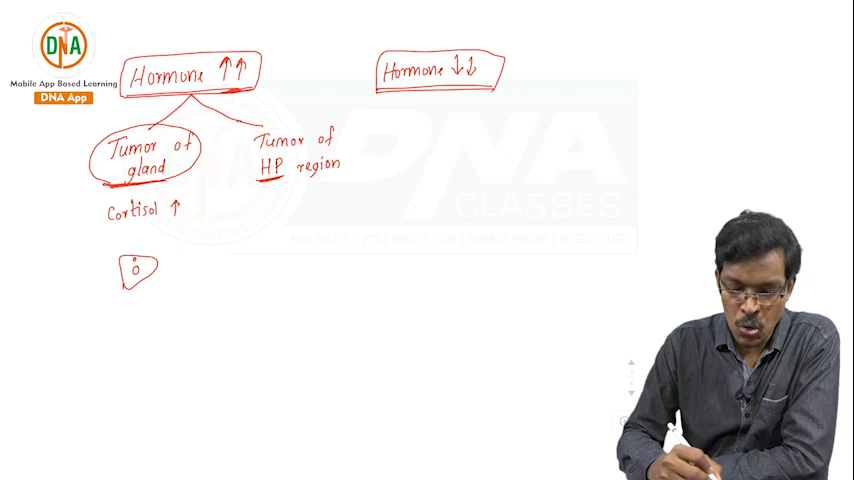 DNA
Mobile App Based Learning
DNA App
Hormone ↑↑
Hormone ↓↓
Tumor of
gland
Tumor of
HP region
Cortisol ↑
DNA
CLASSES
For NEET - PG | NEET - SS | MBBS PROF | NEET - UG